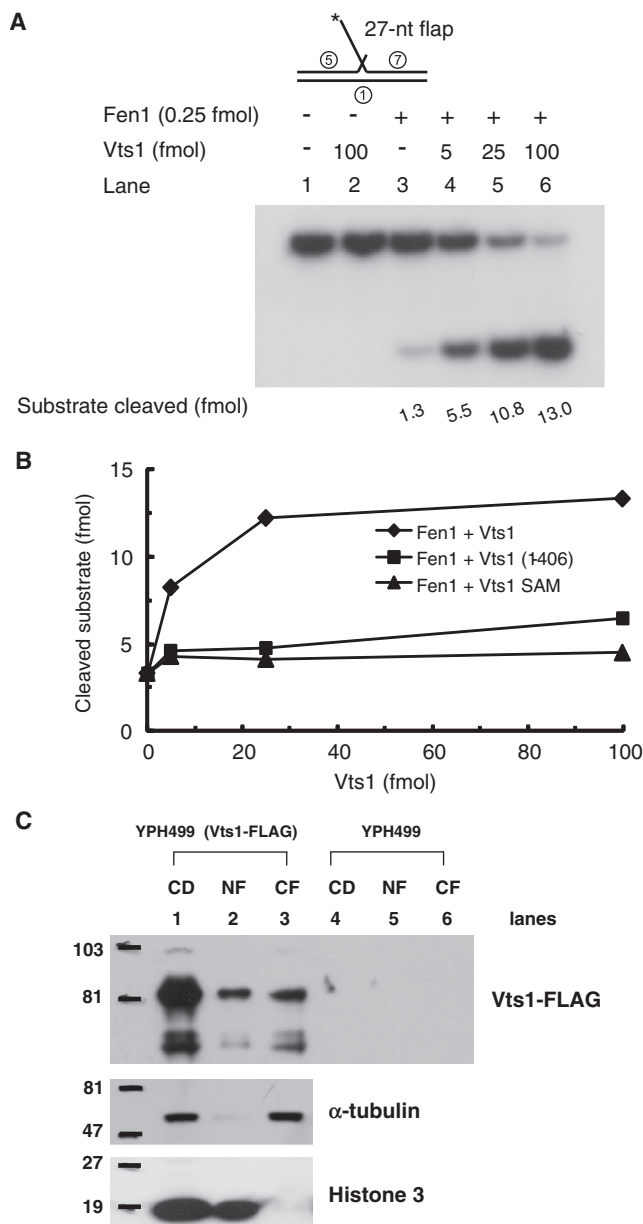 A
*
27-nt flap
⑤ ⑦
①
Fen1 (0.25 fmol) - - + + + +
Vts1 (fmol) - 100 - 5 25 100
Lane 1 2 3 4 5 6
Substrate cleaved (fmol) 1.3 5.5 10.8 13.0
B
15
10
5
0
Cleaved substrate (fmol)
Fen1 + Vts1
Fen1 + Vts1 (1-406)
Fen1 + Vts1 SAM
0 20 40 60 80 100
Vts1 (fmol)
C
YPH499 (Vts1-FLAG) YPH499
CD NF CF CD NF CF
1 2 3 4 5 6 lanes
103
81
Vts1-FLAG
81
47
α-tubulin
27
19
Histone 3